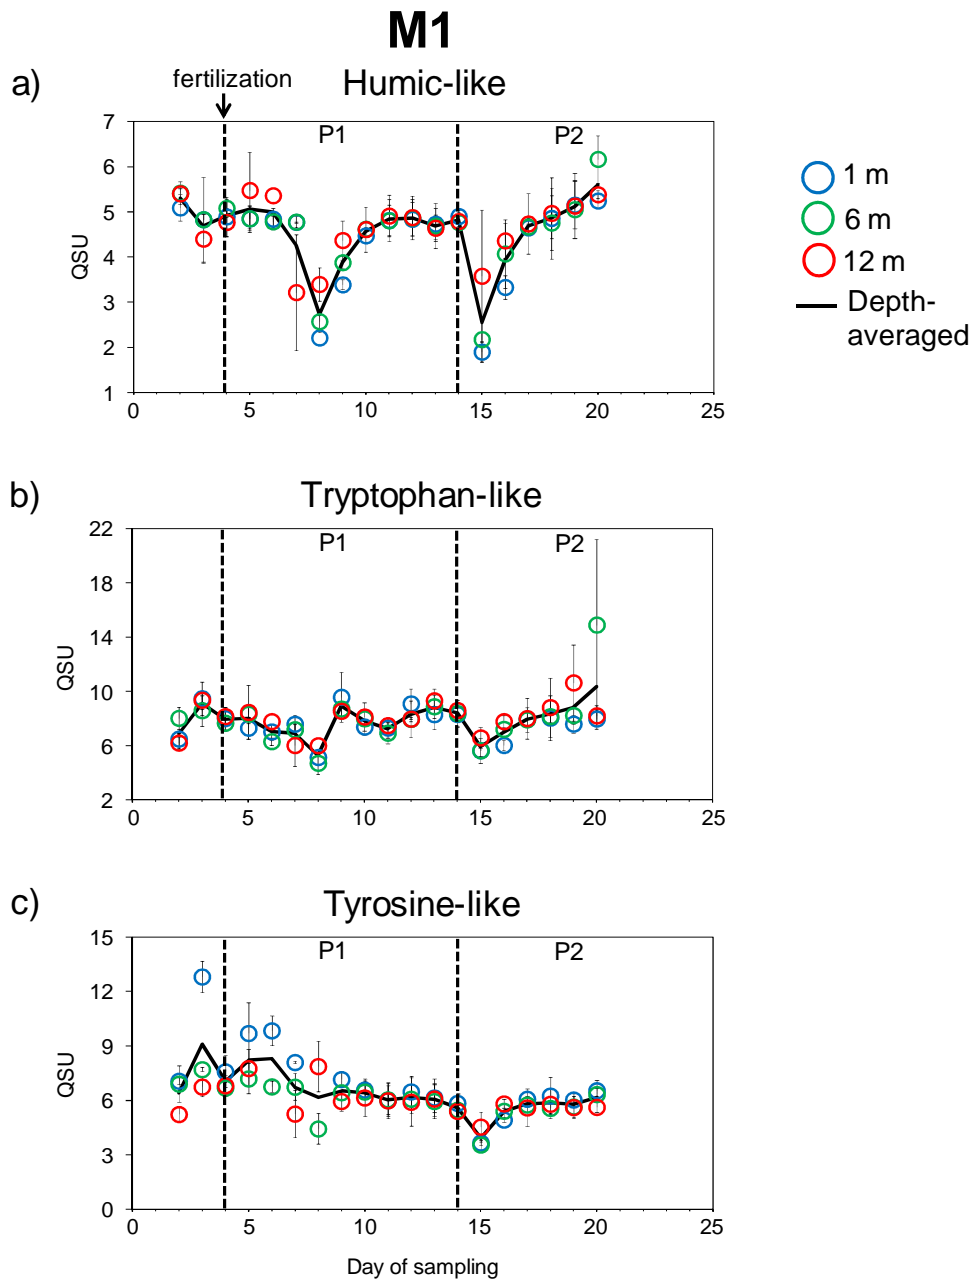 M1
a)
fertilization
Humic-like
7
6
5
4
3
2
1
QSU
P1
P2
0
5
10
15
20
25
1 m
6 m
12 m
Depth-
averaged
b)
Tryptophan-like
22
18
14
10
6
2
QSU
P1
P2
0
5
10
15
20
25
c)
Tyrosine-like
15
12
9
6
3
0
QSU
P1
P2
0
5
10
15
20
25
Day of sampling